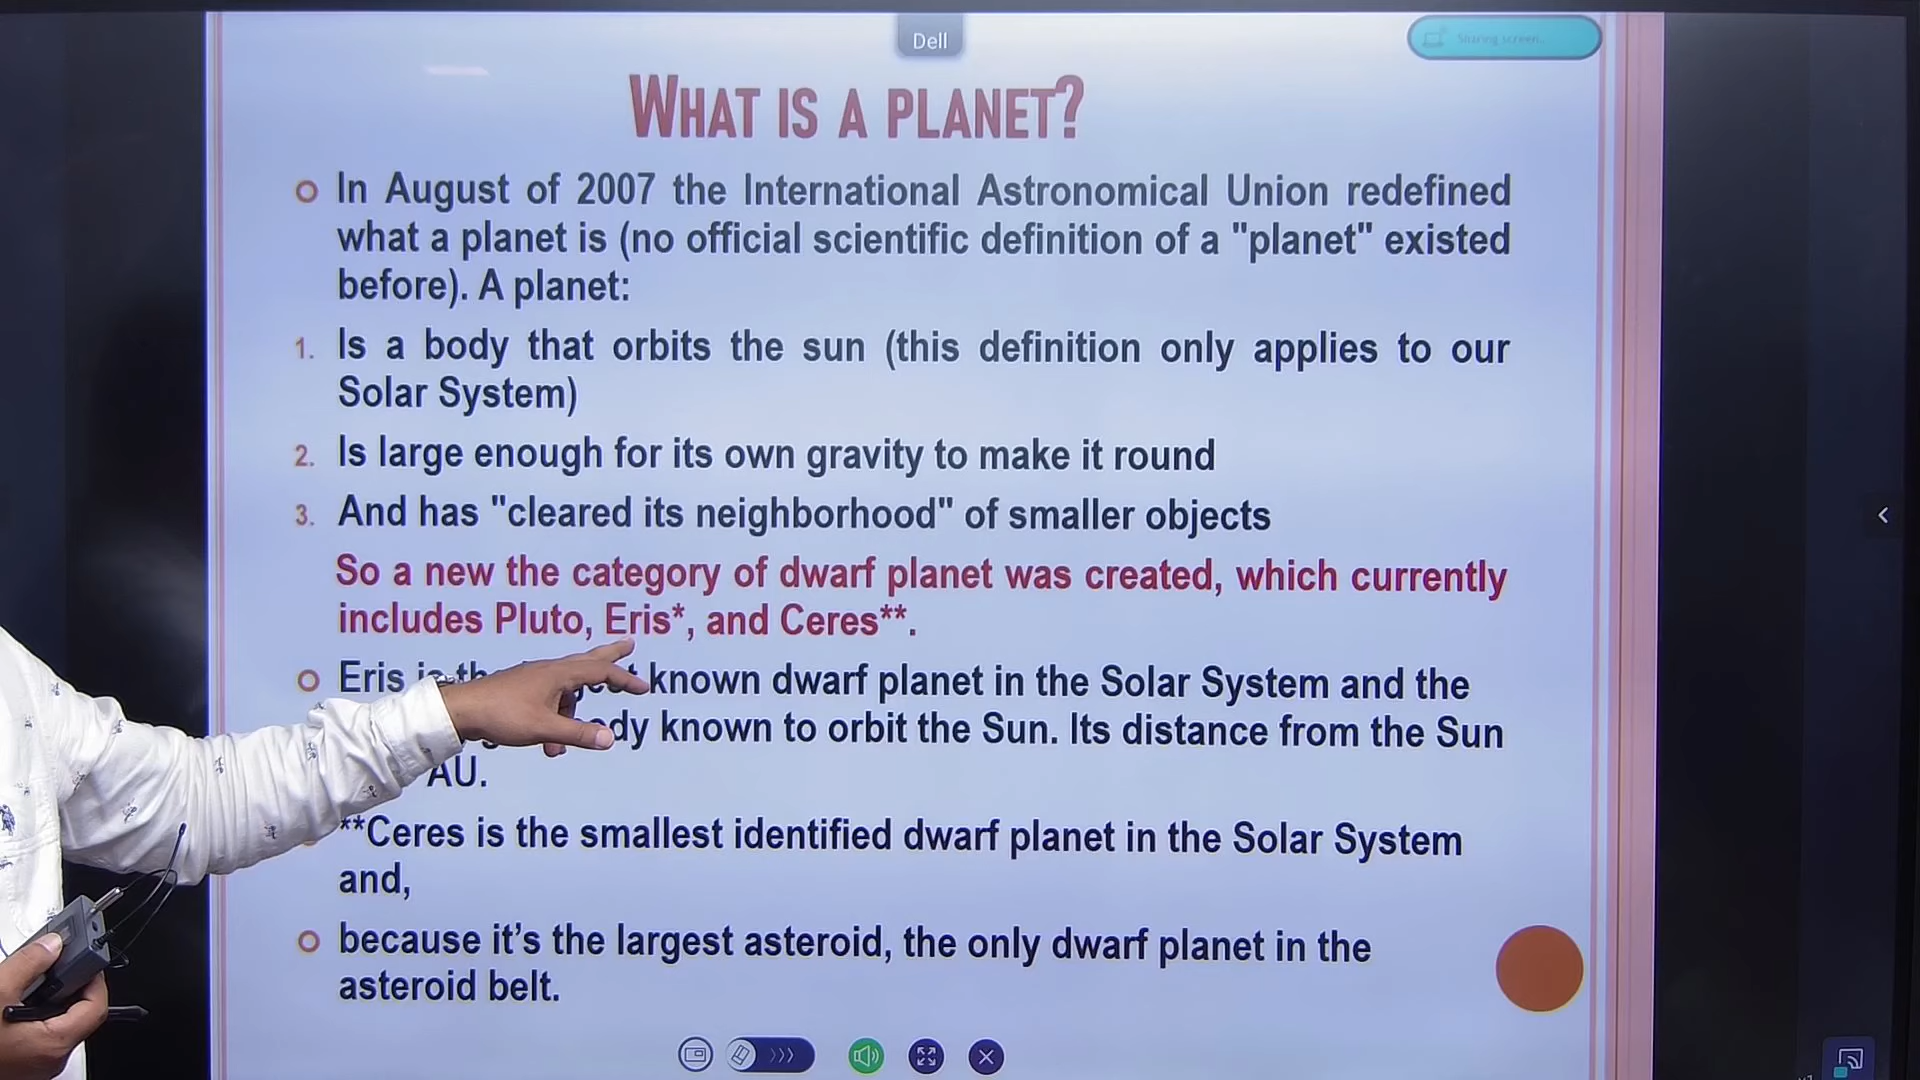 Dell
Sharing screen..
WHAT IS A PLANET?
In August of 2007 the International Astronomical Union redefined
what a planet is (no official scientific definition of a "planet" existed
before). A planet:
1. Is a body that orbits the sun (this definition only applies to our
Solar System)
2. Is large enough for its own gravity to make it round
3. And has "cleared its neighborhood" of smaller objects
So a new the category of dwarf planet was created, which currently
includes Pluto, Eris*, and Ceres**.
Eris known dwarf planet in the Solar System and the
known to orbit the Sun. Its distance from the Sun
AU.
**Ceres is the smallest identified dwarf planet in the Solar System
and,
because it's the largest asteroid, the only dwarf planet in the
asteroid belt.